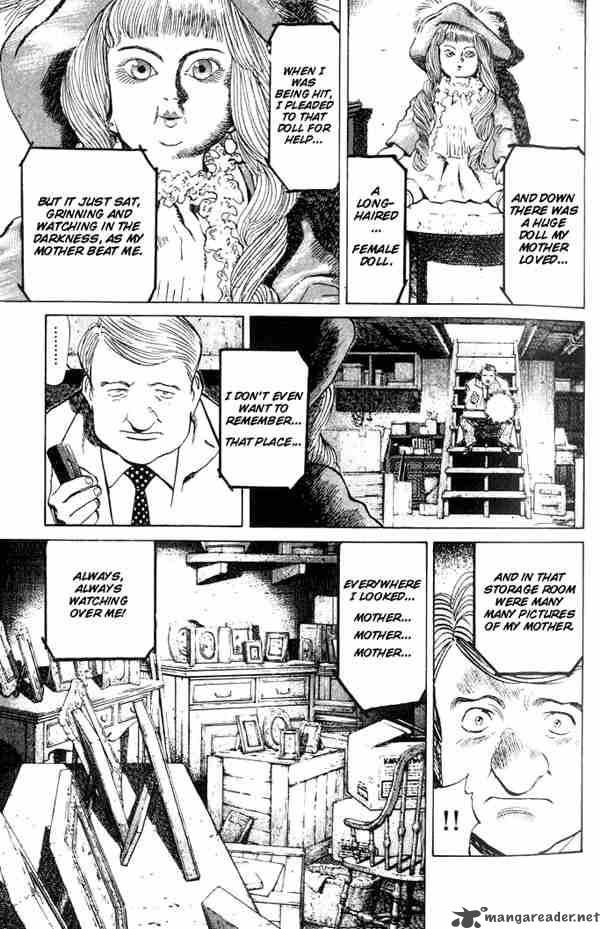 AND DOWN
THERE WAS
A HUGE
DOLL MY
MOTHER
LOVED...
A
LONG-
HAIRED
...
FEMALE
DOLL.
WHEN I
WAS
BEING HIT,
I PLEADED TO
THAT
DOLL FOR
HELP...
BUT IT JUST SAT,
GRINNING AND
WATCHING IN THE
DARKNESS, AS MY
MOTHER BEAT ME.
I DON'T EVEN
WANT TO
REMEMBER...
THAT PLACE...
..........
AND IN THAT
STORAGE ROOM
WERE MANY
MANY PICTURES
OF MY MOTHER.
!!
EVERYWHERE
I LOOKED...
MOTHER...
MOTHER...
MOTHER...
ALWAYS,
ALWAYS
WATCHING
OVER ME!
mangareader.net